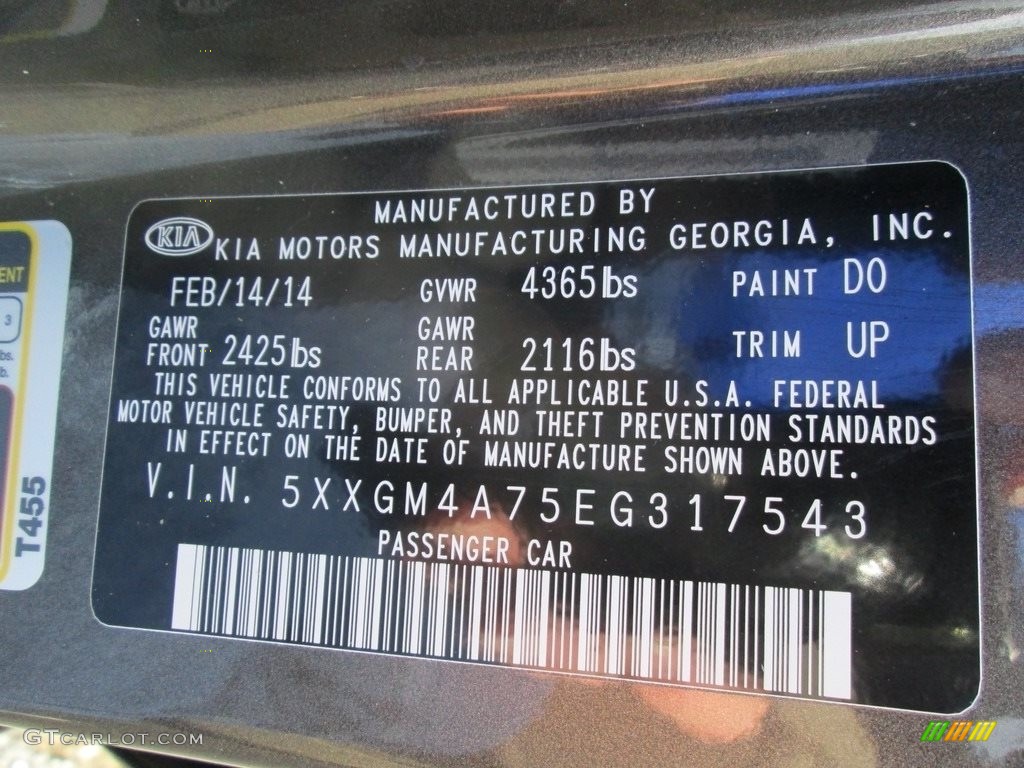 MANUFACTURED BY
KIA KIA MOTORS MANUFACTURING GEORGIA, INC.
FEB/14/14 GVWR 4365lbs PAINT DO
GAWR FRONT 2425lbs GAWR REAR 2116lbs TRIM UP
THIS VEHICLE CONFORMS TO ALL APPLICABLE U.S.A. FEDERAL
MOTOR VEHICLE SAFETY, BUMPER, AND THEFT PREVENTION STANDARDS
IN EFFECT ON THE DATE OF MANUFACTURE SHOWN ABOVE.
V.I.N. 5XXGM4A75EG317543
PASSENGER CAR
3
T455
GTCARLOT.COM